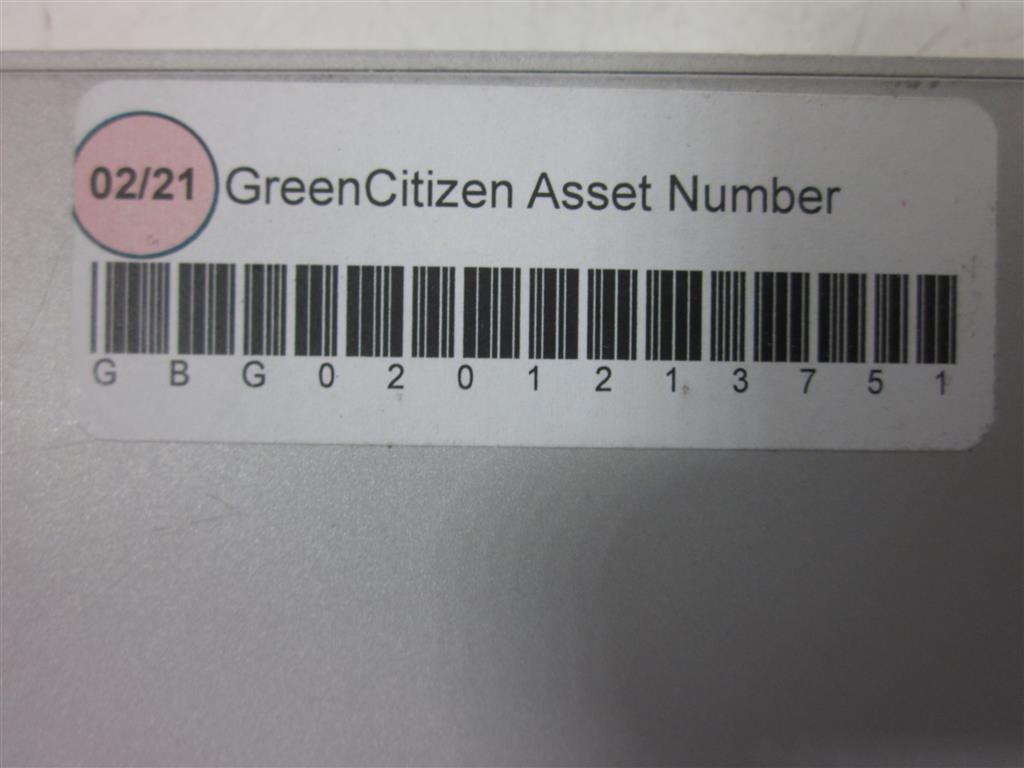 02/21 GreenCitizen Asset Number
G B G 0 2 0 1 2 1 3 7 5 1